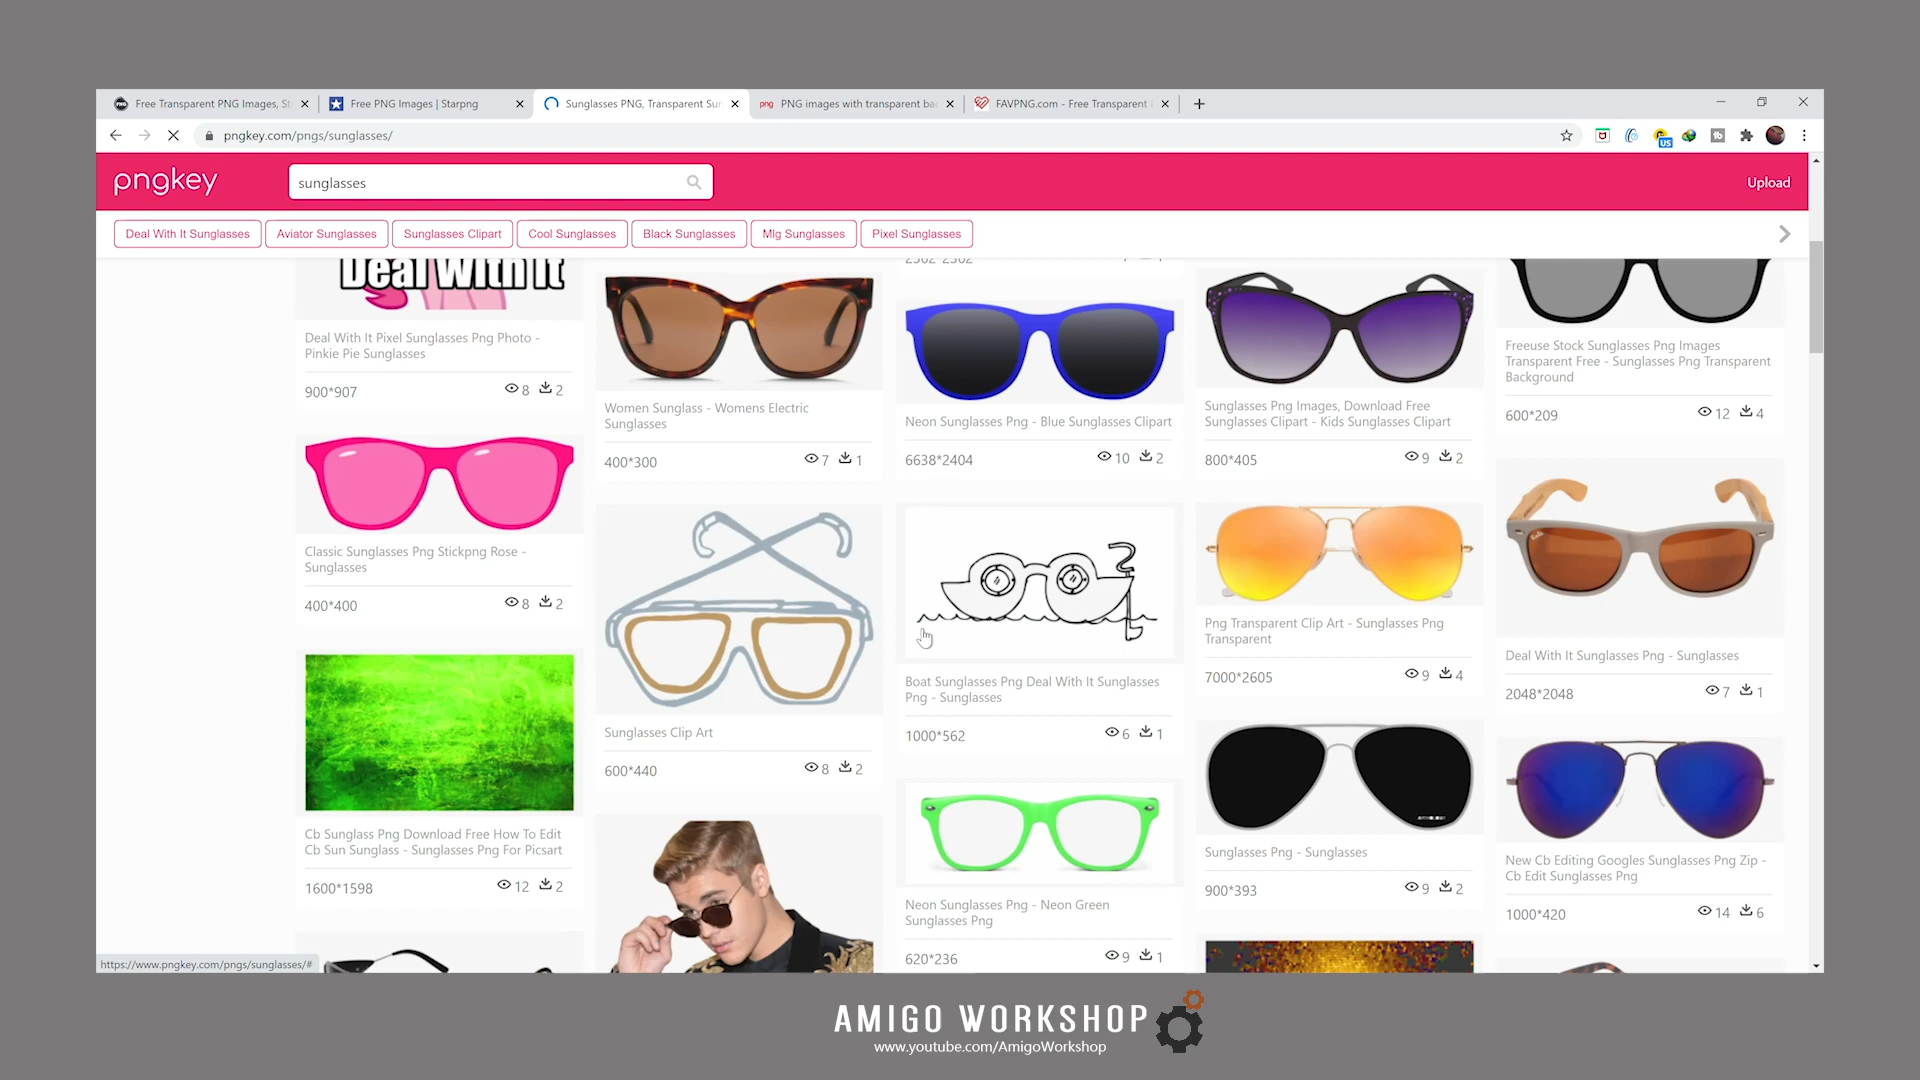 Free Transparent PNG Images, St
Free PNG Images | Starpng
Sunglasses PNG, Transparent Sun
png PNG images with transparent ba
FAVPNG.com - Free Transparent
pngkey.com/pngs/sunglasses/
US
pngkey
sunglasses
Upload
Deal With It Sunglasses
Aviator Sunglasses
Sunglasses Clipart
Cool Sunglasses
Black Sunglasses
Mlg Sunglasses
Pixel Sunglasses
Deal With It
Deal With It Pixel Sunglasses Png Photo -
Pinkie Pie Sunglasses
900*907
8 2
Classic Sunglasses Png Stickpng Rose -
Sunglasses
400*400
8 2
Cb Sunglass Png Download Free How To Edit
Cb Sun Sunglass - Sunglasses Png For Picsart
1600*1598
12 2
Women Sunglass - Womens Electric
Sunglasses
400*300
7 1
Sunglasses Clip Art
600*440
8 2
Neon Sunglasses Png - Blue Sunglasses Clipart
6638*2404
10 2
Boat Sunglasses Png Deal With It Sunglasses
Png - Sunglasses
1000*562
6 1
Neon Sunglasses Png - Neon Green
Sunglasses Png
620*236
9 1
Sunglasses Png Images, Download Free
Sunglasses Clipart - Kids Sunglasses Clipart
800*405
9 2
Png Transparent Clip Art - Sunglasses Png
Transparent
7000*2605
9 4
Sunglasses Png - Sunglasses
900*393
9 2
Freeuse Stock Sunglasses Png Images
Transparent Free - Sunglasses Png Transparent
Background
600*209
12 4
Deal With It Sunglasses Png - Sunglasses
2048*2048
7 1
New Cb Editing Googles Sunglasses Png Zip -
Cb Edit Sunglasses Png
1000*420
14 6
https://www.pngkey.com/pngs/sunglasses/#
AMIGO WORKSHOP
www.youtube.com/AmigoWorkshop